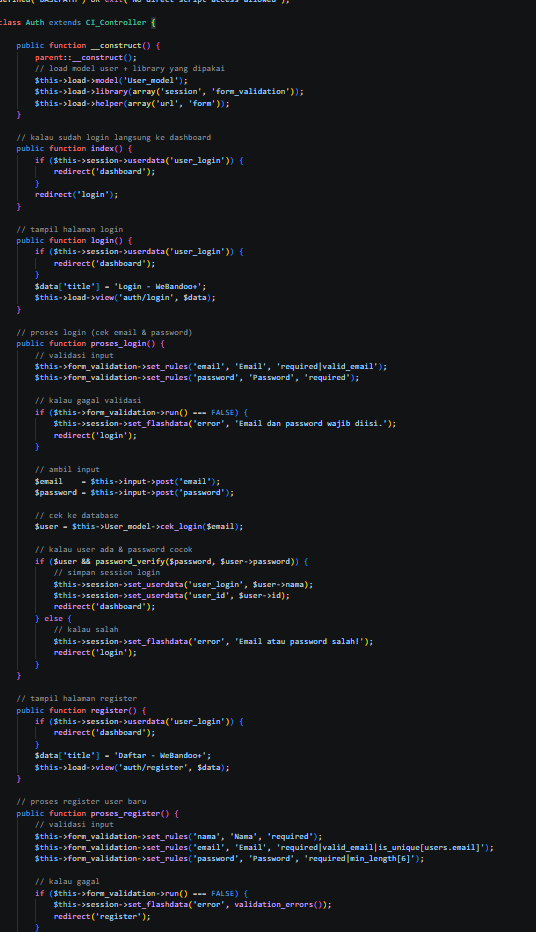 defined('BASEPATH') OR exit('No direct script access allowed');
class Auth extends CI_Controller {
public function __construct() {
parent::__construct();
// load model user + library yang dipakai
$this->load->model('User_model');
$this->load->library(array('session', 'form_validation'));
$this->load->helper(array('url', 'form'));
}
// kalau sudah login langsung ke dashboard
public function index() {
if ($this->session->userdata('user_login')) {
redirect('dashboard');
}
redirect('login');
}
// tampil halaman login
public function login() {
if ($this->session->userdata('user_login')) {
redirect('dashboard');
}
$data['title'] = 'Login - WeBandoo+';
$this->load->view('auth/login', $data);
}
// proses login (cek email & password)
public function proses_login() {
// validasi input
$this->form_validation->set_rules('email', 'Email', 'required|valid_email');
$this->form_validation->set_rules('password', 'Password', 'required');
// kalau gagal validasi
if ($this->form_validation->run() === FALSE) {
$this->session->set_flashdata('error', 'Email dan password wajib diisi.');
redirect('login');
}
// ambil input
$email    = $this->input->post('email');
$password = $this->input->post('password');
// cek ke database
$user = $this->User_model->cek_login($email);
// kalau user ada & password cocok
if ($user && password_verify($password, $user->password)) {
// simpan session login
$this->session->set_userdata('user_login', $user->nama);
$this->session->set_userdata('user_id', $user->id);
redirect('dashboard');
} else {
// kalau salah
$this->session->set_flashdata('error', 'Email atau password salah!');
redirect('login');
}
}
// tampil halaman register
public function register() {
if ($this->session->userdata('user_login')) {
redirect('dashboard');
}
$data['title'] = 'Daftar - WeBandoo+';
$this->load->view('auth/register', $data);
}
// proses register user baru
public function proses_register() {
// validasi input
$this->form_validation->set_rules('nama', 'Nama', 'required');
$this->form_validation->set_rules('email', 'Email', 'required|valid_email|is_unique[users.email]');
$this->form_validation->set_rules('password', 'Password', 'required|min_length[6]');
// kalau gagal
if ($this->form_validation->run() === FALSE) {
$this->session->set_flashdata('error', validation_errors());
redirect('register');
}